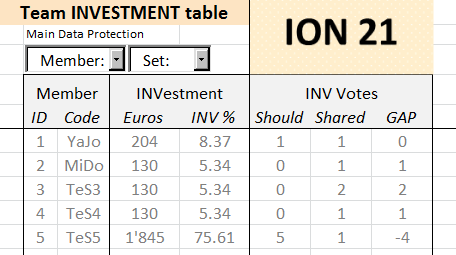 Team INVESTMENT table
ION 21
Main Data Protection
Member: Set:
Member INVestment INV Votes
ID Code Euros INV % Should Shared GAP
1 YaJo 204 8.37 1 1 0
2 MiDo 130 5.34 0 1 1
3 TeS3 130 5.34 0 2 2
4 TeS4 130 5.34 0 1 1
5 TeS5 1'845 75.61 5 1 -4